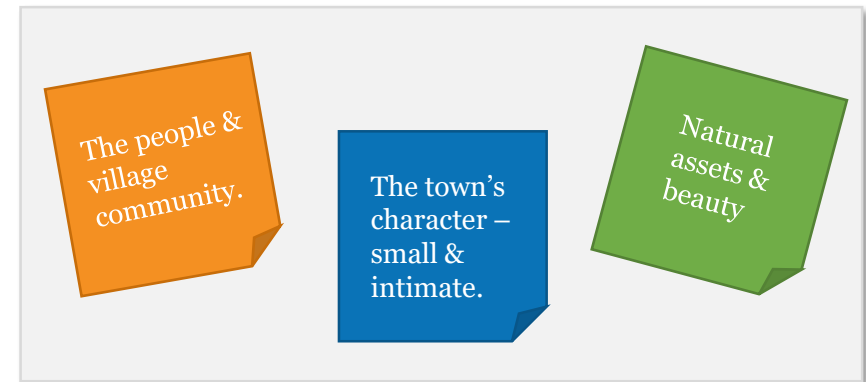 The people &
village
community.
The town’s
character –
small &
intimate.
Natural
assets &
beauty